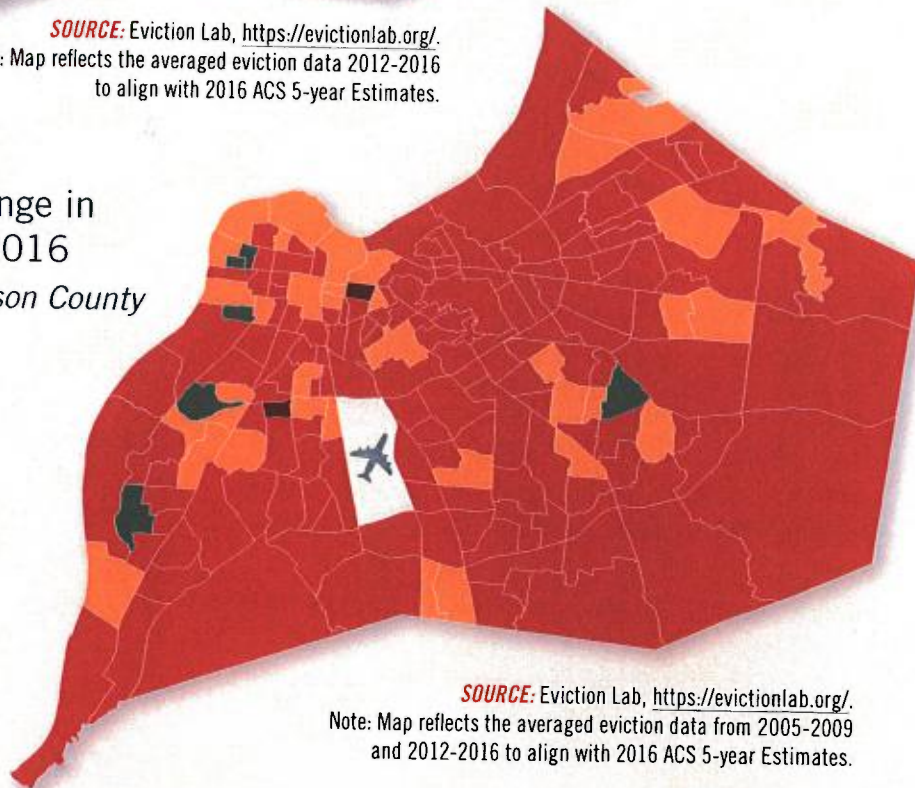 SOURCE: Eviction Lab, https://evictionlab.org/.
: Map reflects the averaged eviction data 2012-2016
to align with 2016 ACS 5-year Estimates.
nge in
016
son County
SOURCE: Eviction Lab, https://evictionlab.org/.
Note: Map reflects the averaged eviction data from 2005-2009
and 2012-2016 to align with 2016 ACS 5-year Estimates.